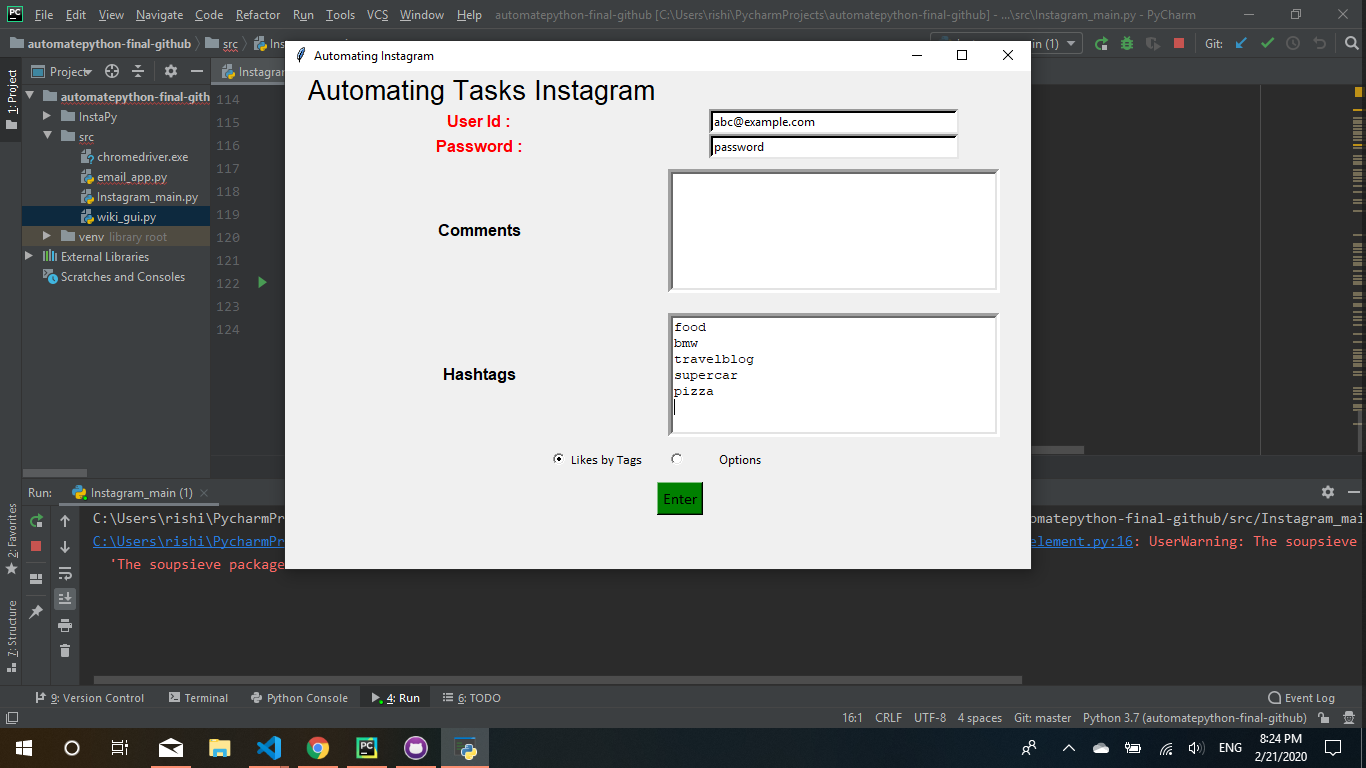 PC File Edit View Navigate Code Refactor Run Tools VCS Window Help automatepython-final-github [C:\Users\rishi\PycharmProjects\automatepython-final-github] - ...\src\Instagram_main.py - PyCharm
automatepython-final-github src Ins (1) Git:
Automating Instagram
1: Project
Project
Instagram
Automating Tasks Instagram
automatepython-final-gith
InstaPy
src
chromedriver.exe
email_app.py
Instagram_main.py
wiki_gui.py
venv library root
External Libraries
Scratches and Consoles
114
115
116
117
118
119
120
121
122
123
124
User Id : abc@example.com
Password : password
Comments
Hashtags
food
bmw
travelblog
supercar
pizza
Likes by Tags Options
Enter
Run: Instagram_main (1)
C:\Users\rishi\PycharmPr omatepython-final-github/src/Instagram_mai
C:\Users\rishi\PycharmPr element.py:16: UserWarning: The soupsieve
'The soupsieve package
2: Favorites
7: Structure
9: Version Control Terminal Python Console 4: Run 6: TODO Event Log
16:1 CRLF UTF-8 4 spaces Git: master Python 3.7 (automatepython-final-github)
PC
ENG
8:24 PM
2/21/2020